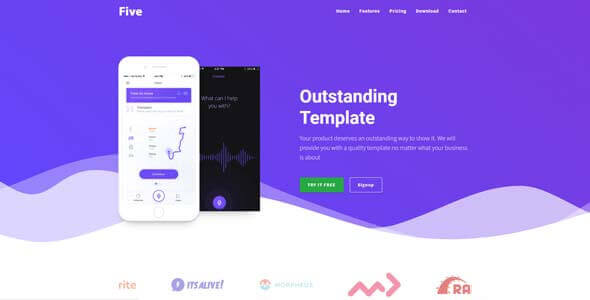 Five
Home Features Pricing Download Contact
What can I help
you with?
Outstanding
Template
Your product deserves an outstanding way to show it. We will
provide you with a quality template no matter what your business
is about
TRY IT FREE Signup
rite
ITS ALIVE!
MORPHEUS
RA